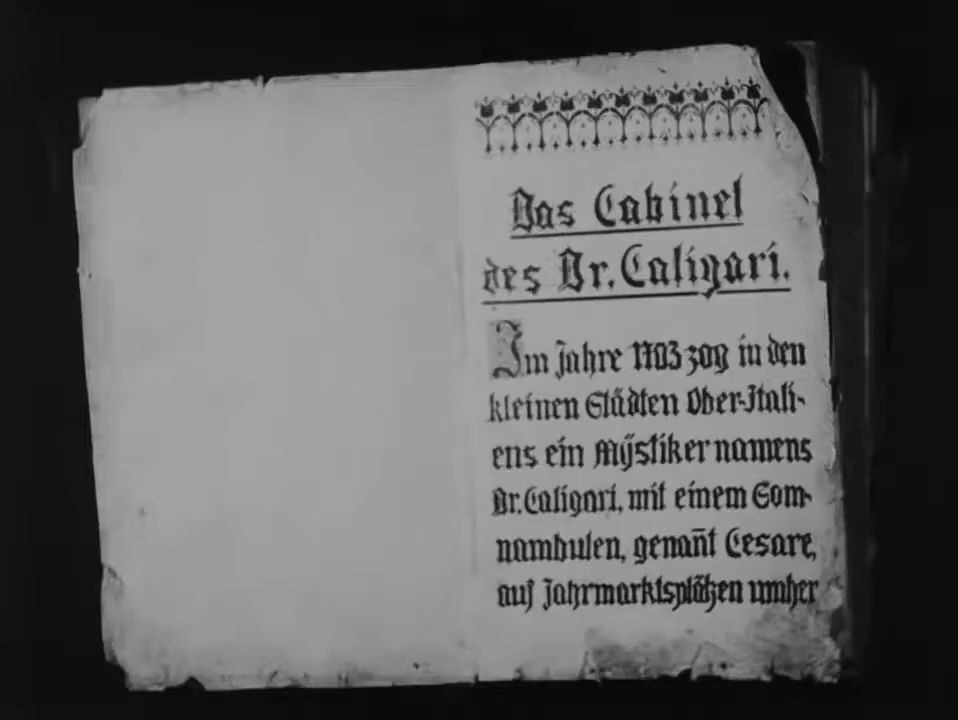 Das Cabinet
des Dr. Caligari.
Im Jahre 1703 zog in den
kleinen Städten Ober-Itali-
ens ein Mÿstiker namens
Dr. Caligari, mit einem Som-
nambulen, genañt Cesare,
auf Jahrmarktsplätzen umher